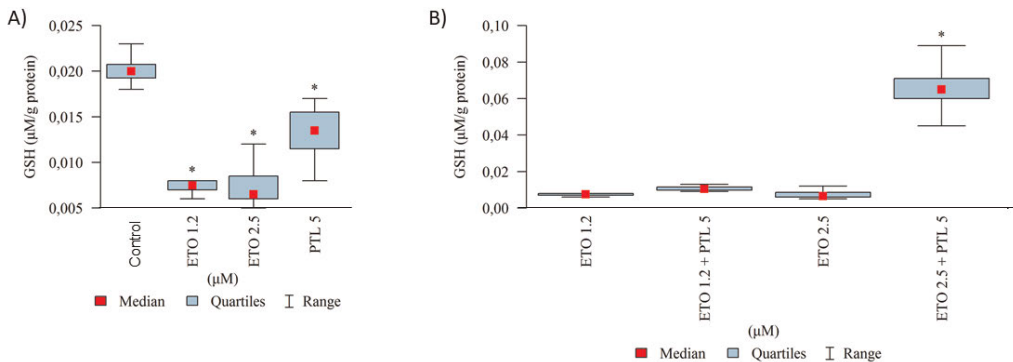 A)
GSH (µM/g protein)
0,025
0,020
0,015
0,010
0,005
*
*
*
Control
ETO 1.2
ETO 2.5
PTL 5
(µM)
Median
Quartiles
Range
B)
GSH (µM/g protein)
0,10
0,08
0,06
0,04
0,02
0,00
*
ETO 1.2
ETO 1.2 + PTL 5
ETO 2.5
ETO 2.5 + PTL 5
(µM)
Median
Quartiles
Range